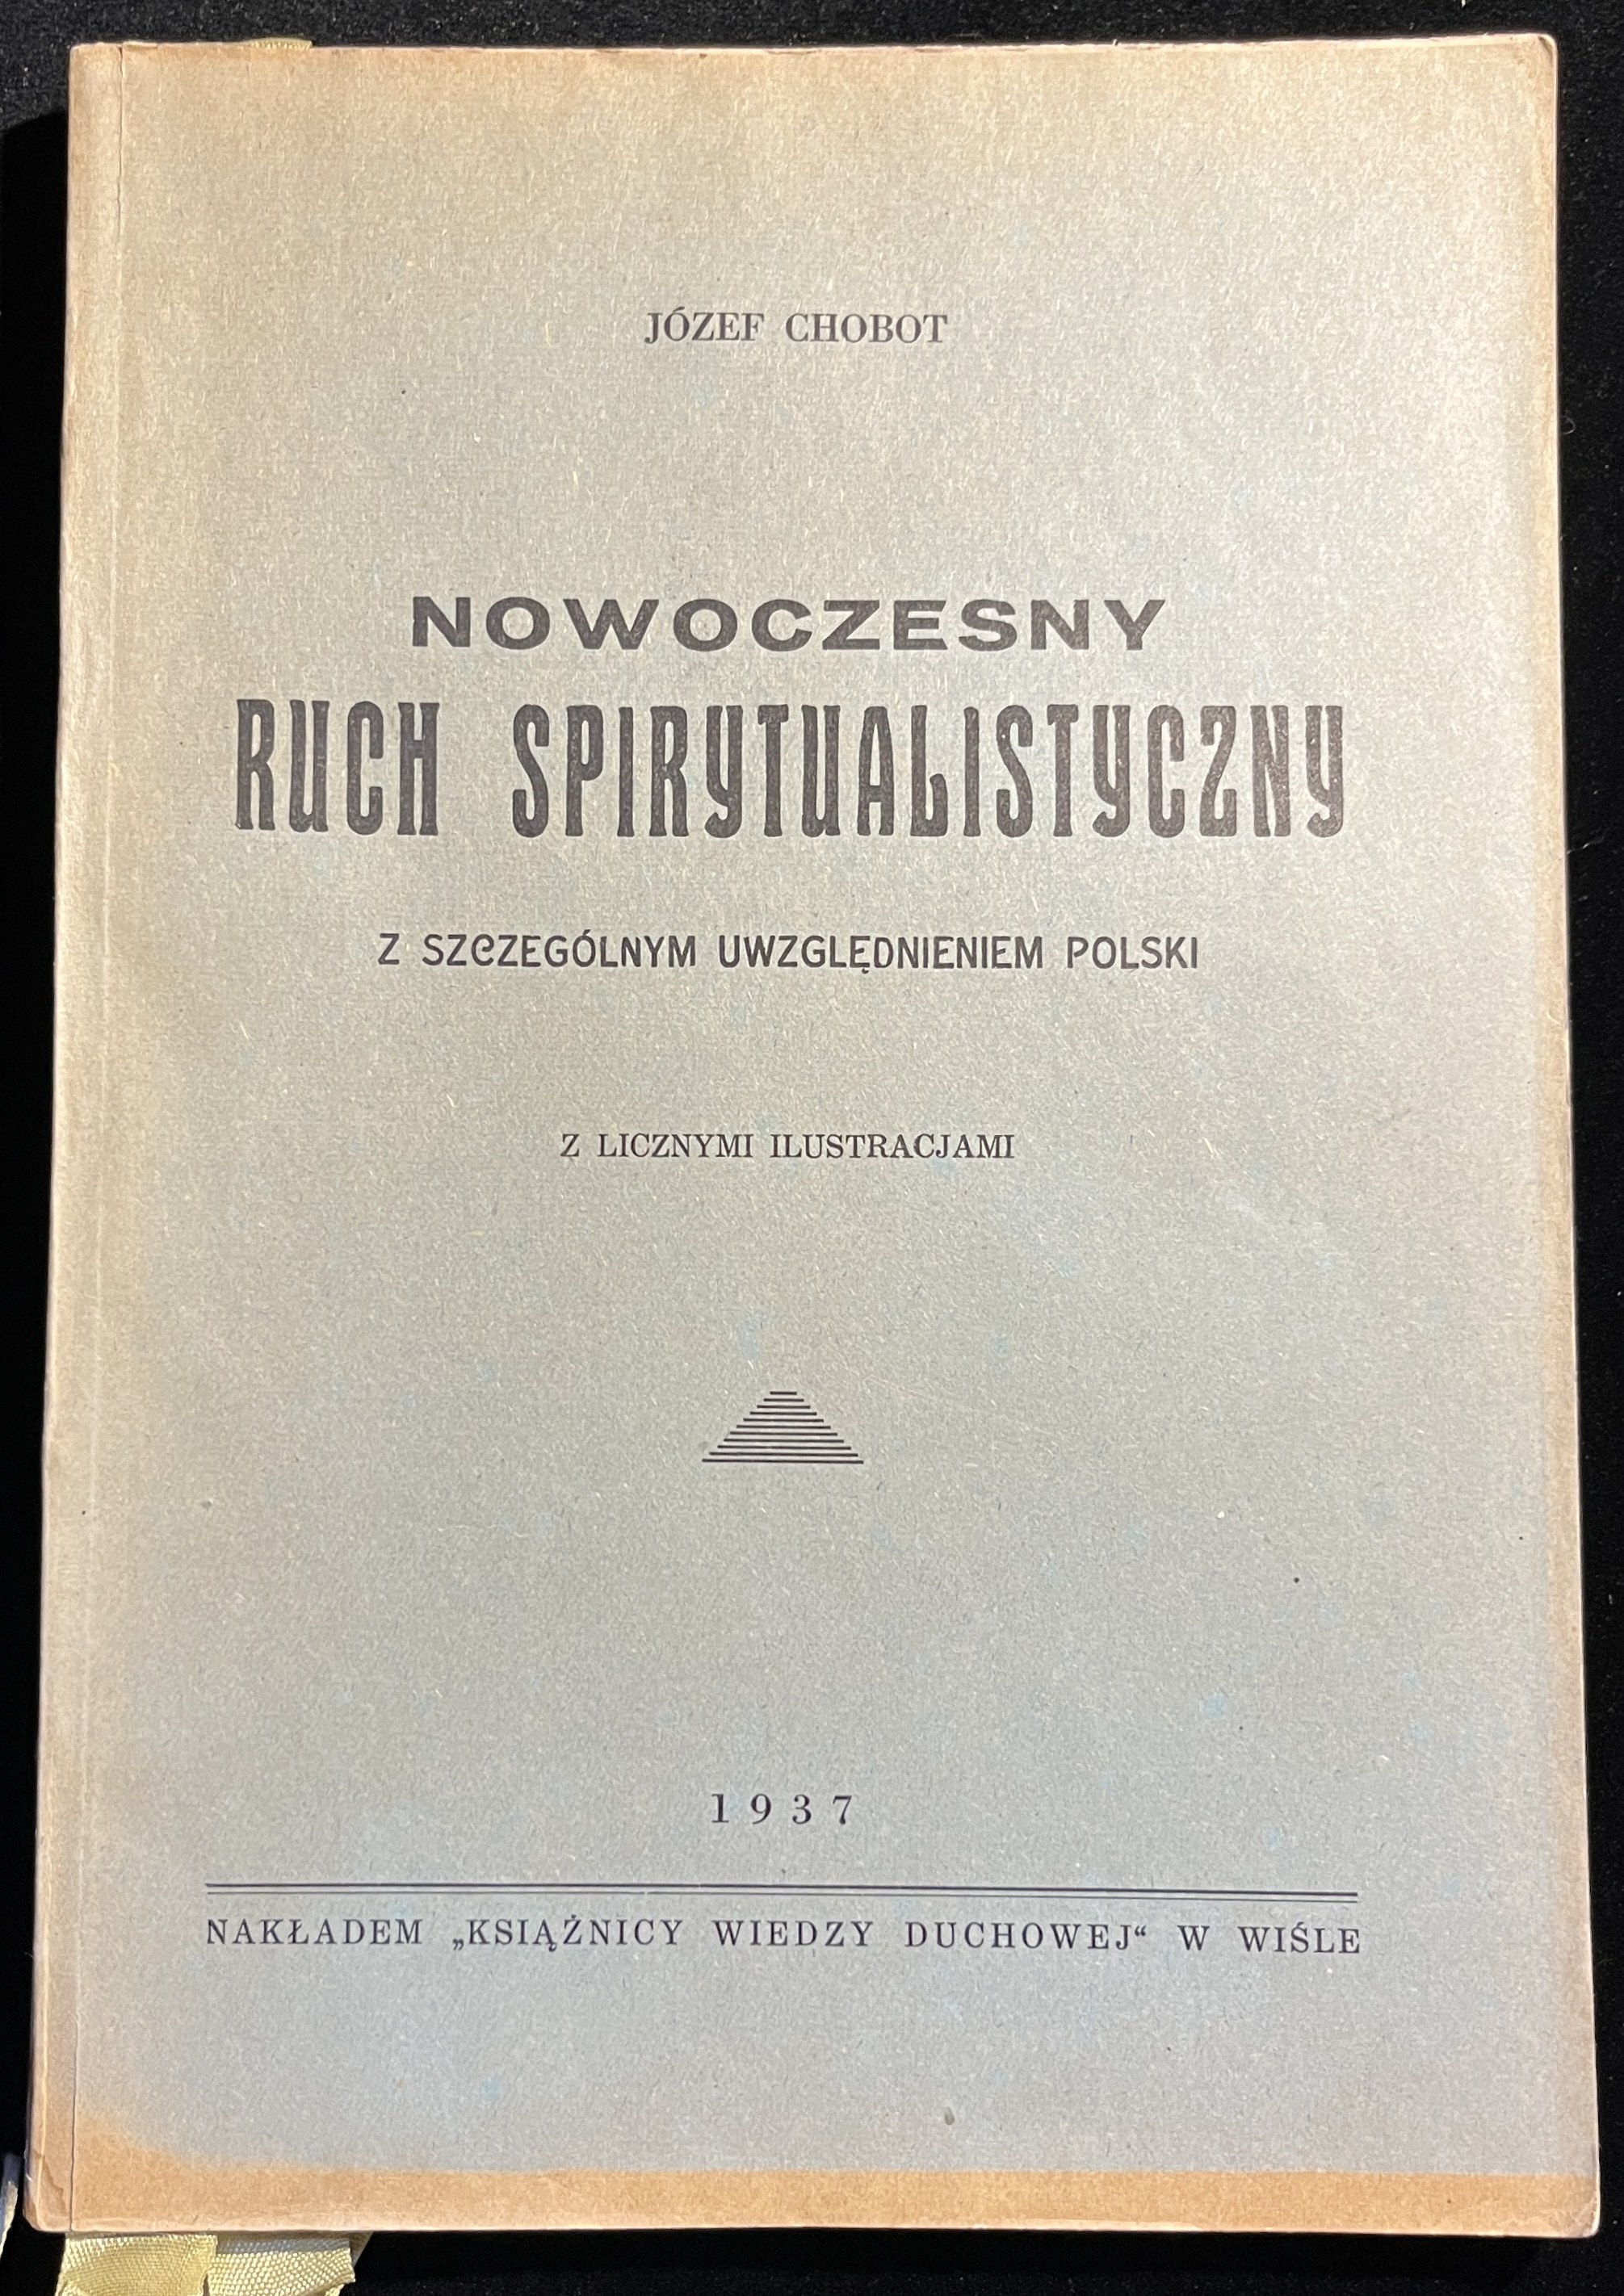 JÓZEF CHOBOT
NOWOCZESNY
RUCH SPIRYTUALISTYCZNY
Z SZCZEGÓLNYM UWZGLĘDNIENIEM POLSKI
Z LICZNYMI ILUSTRACJAMI
1937
NAKŁADEM „KSIĄŻNICY WIEDZY DUCHOWEJ“ W WIŚLE